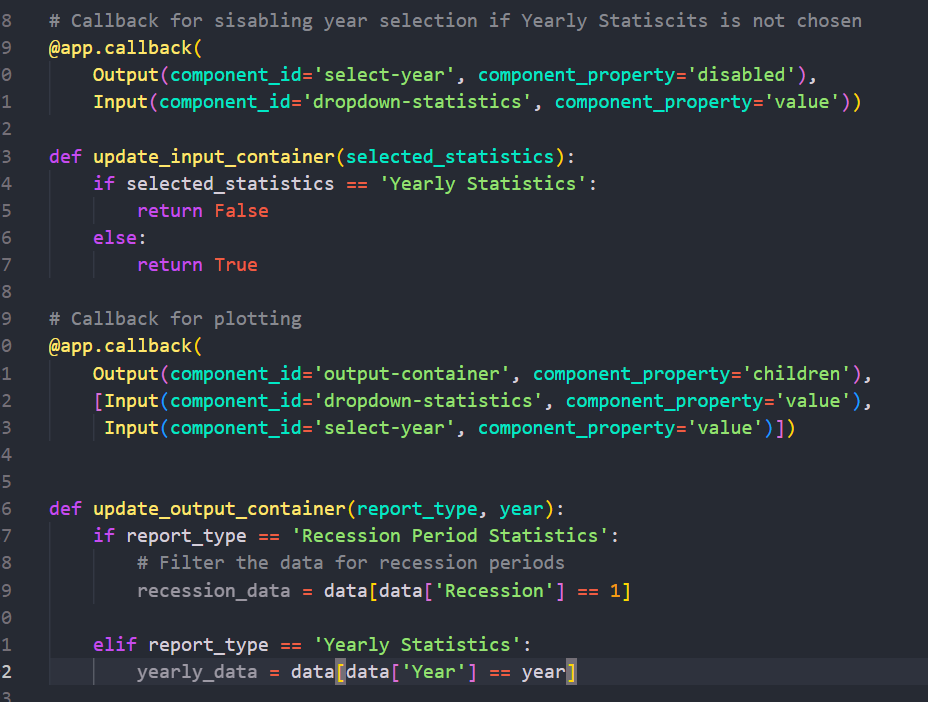 8 # Callback for sisabling year selection if Yearly Statiscits is not chosen
9 @app.callback(
0     Output(component_id='select-year', component_property='disabled'),
1     Input(component_id='dropdown-statistics', component_property='value'))
2
3 def update_input_container(selected_statistics):
4     if selected_statistics == 'Yearly Statistics':
5         return False
6     else:
7         return True
8
9 # Callback for plotting
0 @app.callback(
1     Output(component_id='output-container', component_property='children'),
2     [Input(component_id='dropdown-statistics', component_property='value'),
3      Input(component_id='select-year', component_property='value')])
4
5
6 def update_output_container(report_type, year):
7     if report_type == 'Recession Period Statistics':
8         # Filter the data for recession periods
9         recession_data = data[data['Recession'] == 1]
0
1     elif report_type == 'Yearly Statistics':
2         yearly_data = data[data['Year'] == year]
3